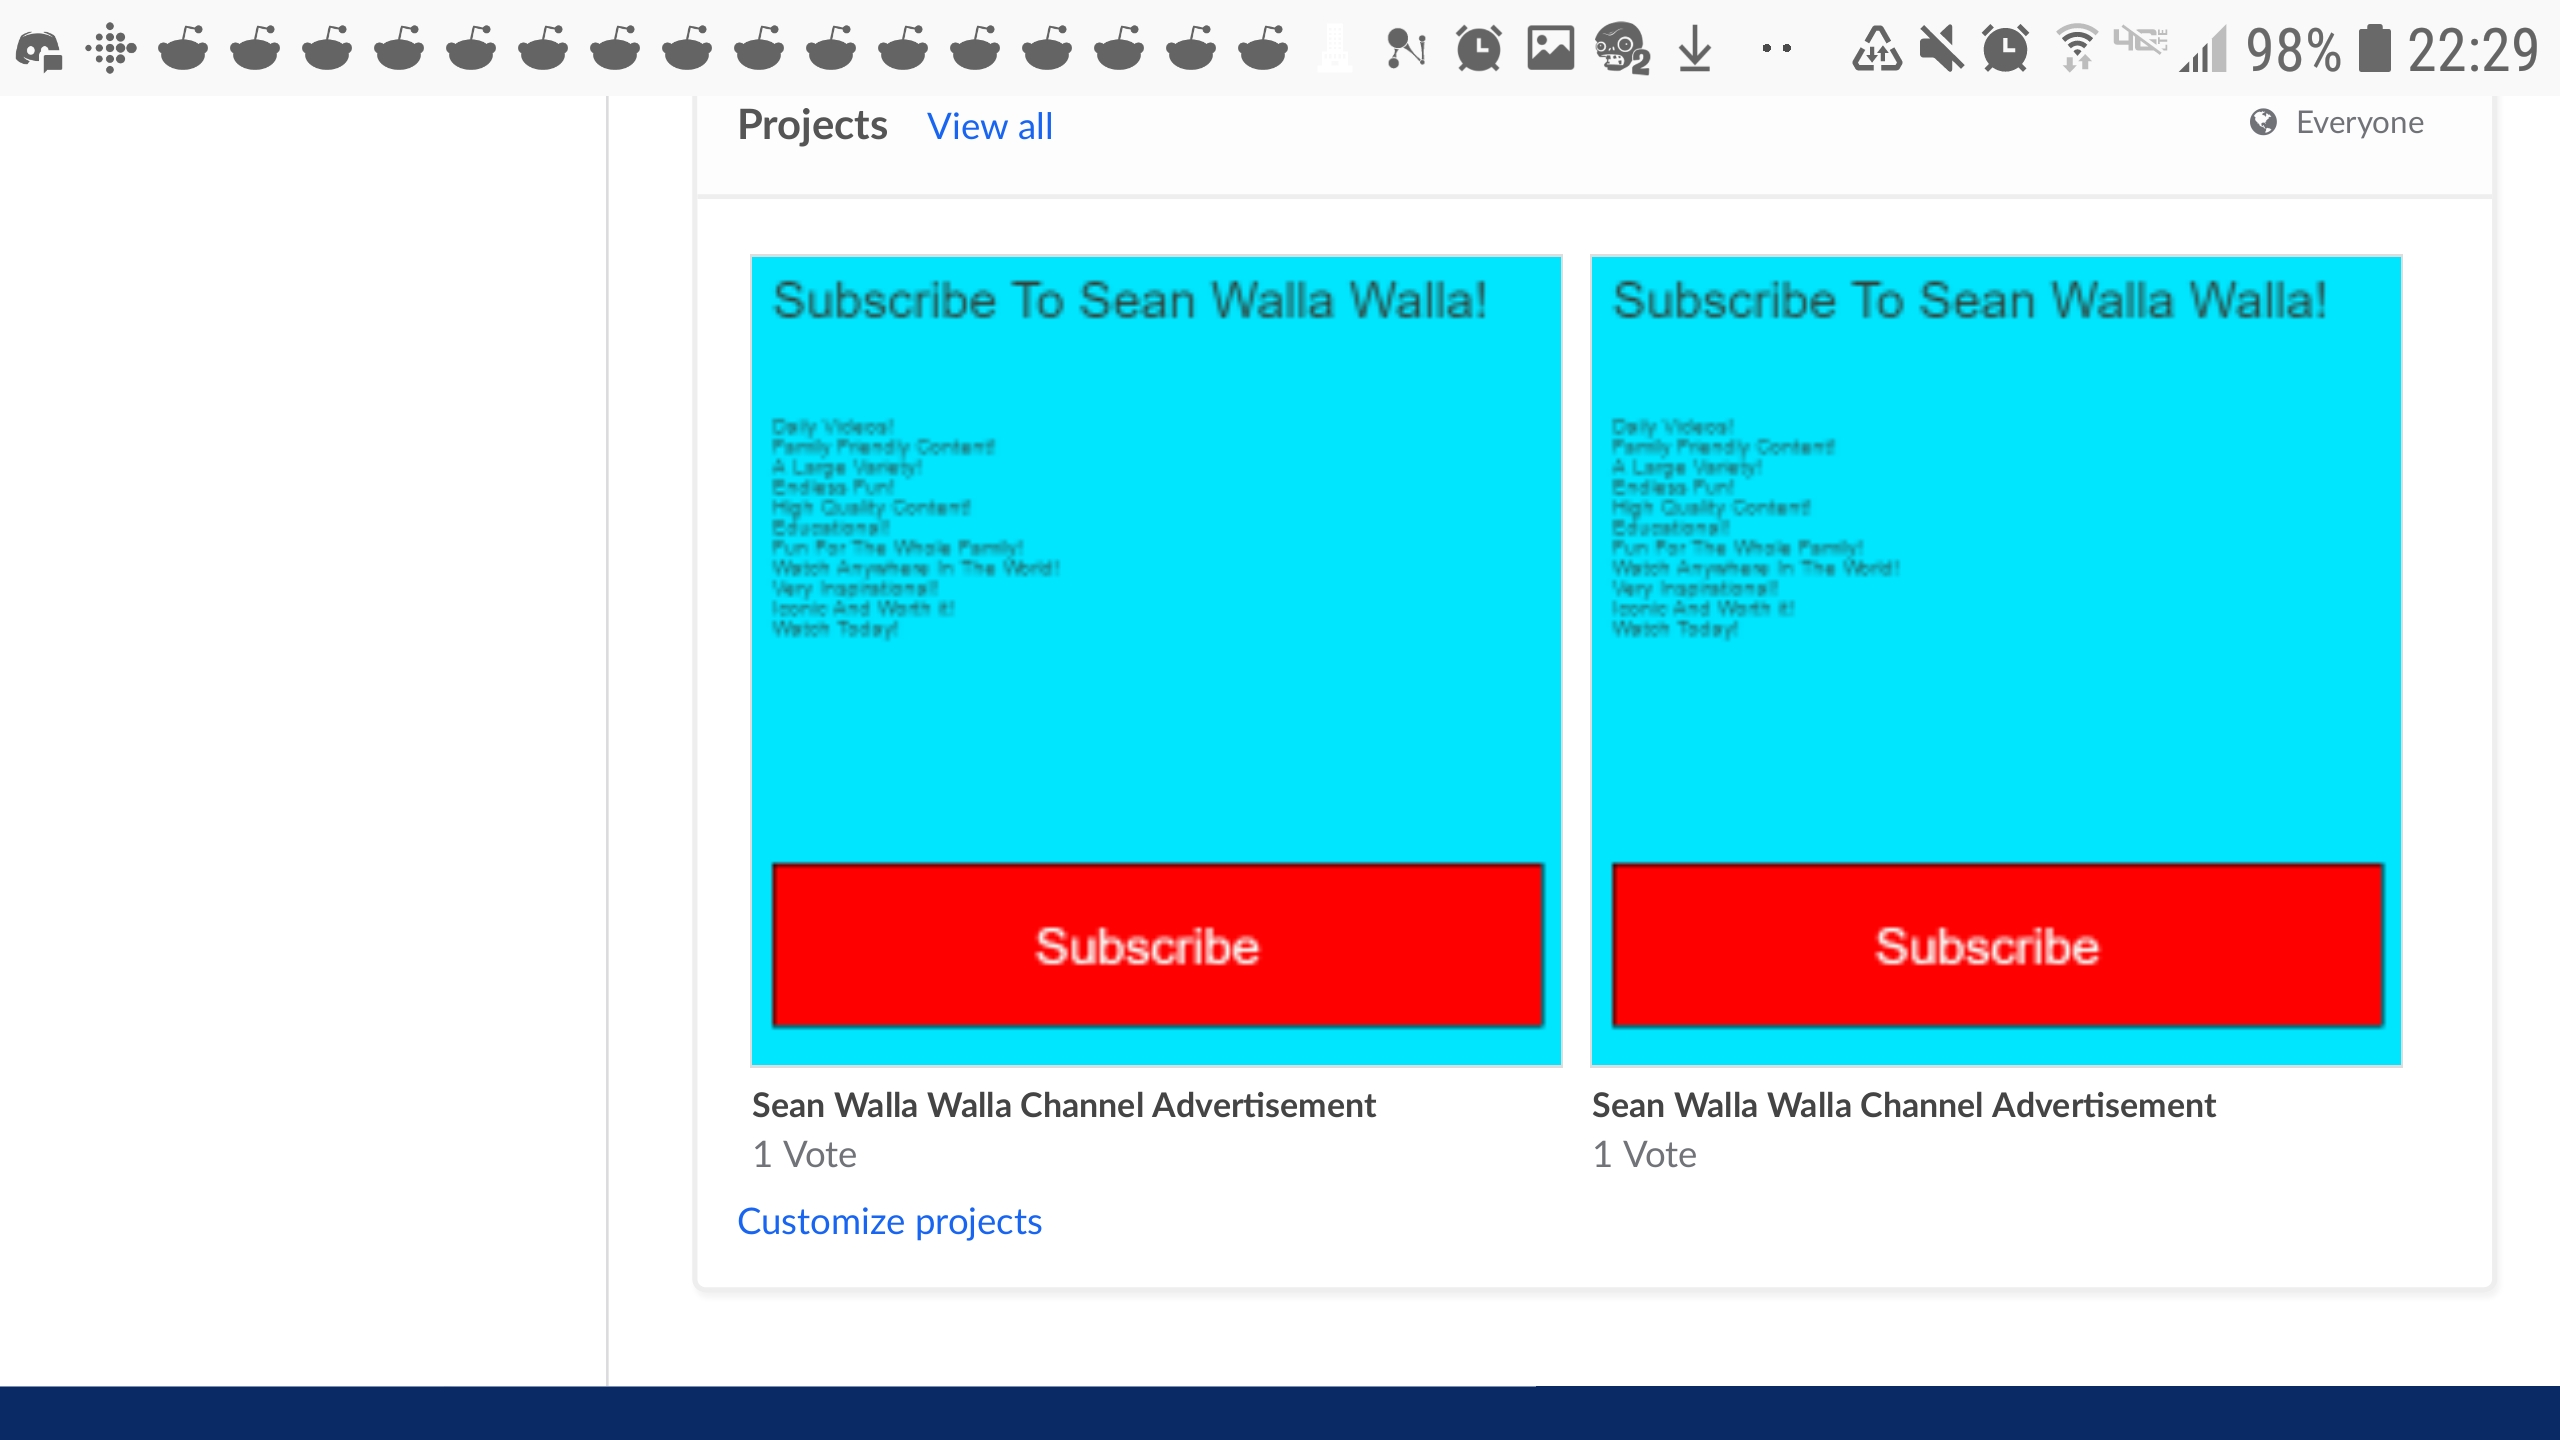 2 98% 22:29
Projects View all Everyone
Subscribe To Sean Walla Walla!
Daily Videos!
Family Friendly Content!
A Large Variety!
Endless Fun!
High Quality Content!
Educational!
Fun For The Whole Family!
Watch Anywhere In The World!
Very Inspirational!
Iconic And Worth it!
Watch Today!
Subscribe
Sean Walla Walla Channel Advertisement
1 Vote
Subscribe To Sean Walla Walla!
Daily Videos!
Family Friendly Content!
A Large Variety!
Endless Fun!
High Quality Content!
Educational!
Fun For The Whole Family!
Watch Anywhere In The World!
Very Inspirational!
Iconic And Worth it!
Watch Today!
Subscribe
Sean Walla Walla Channel Advertisement
1 Vote
Customize projects